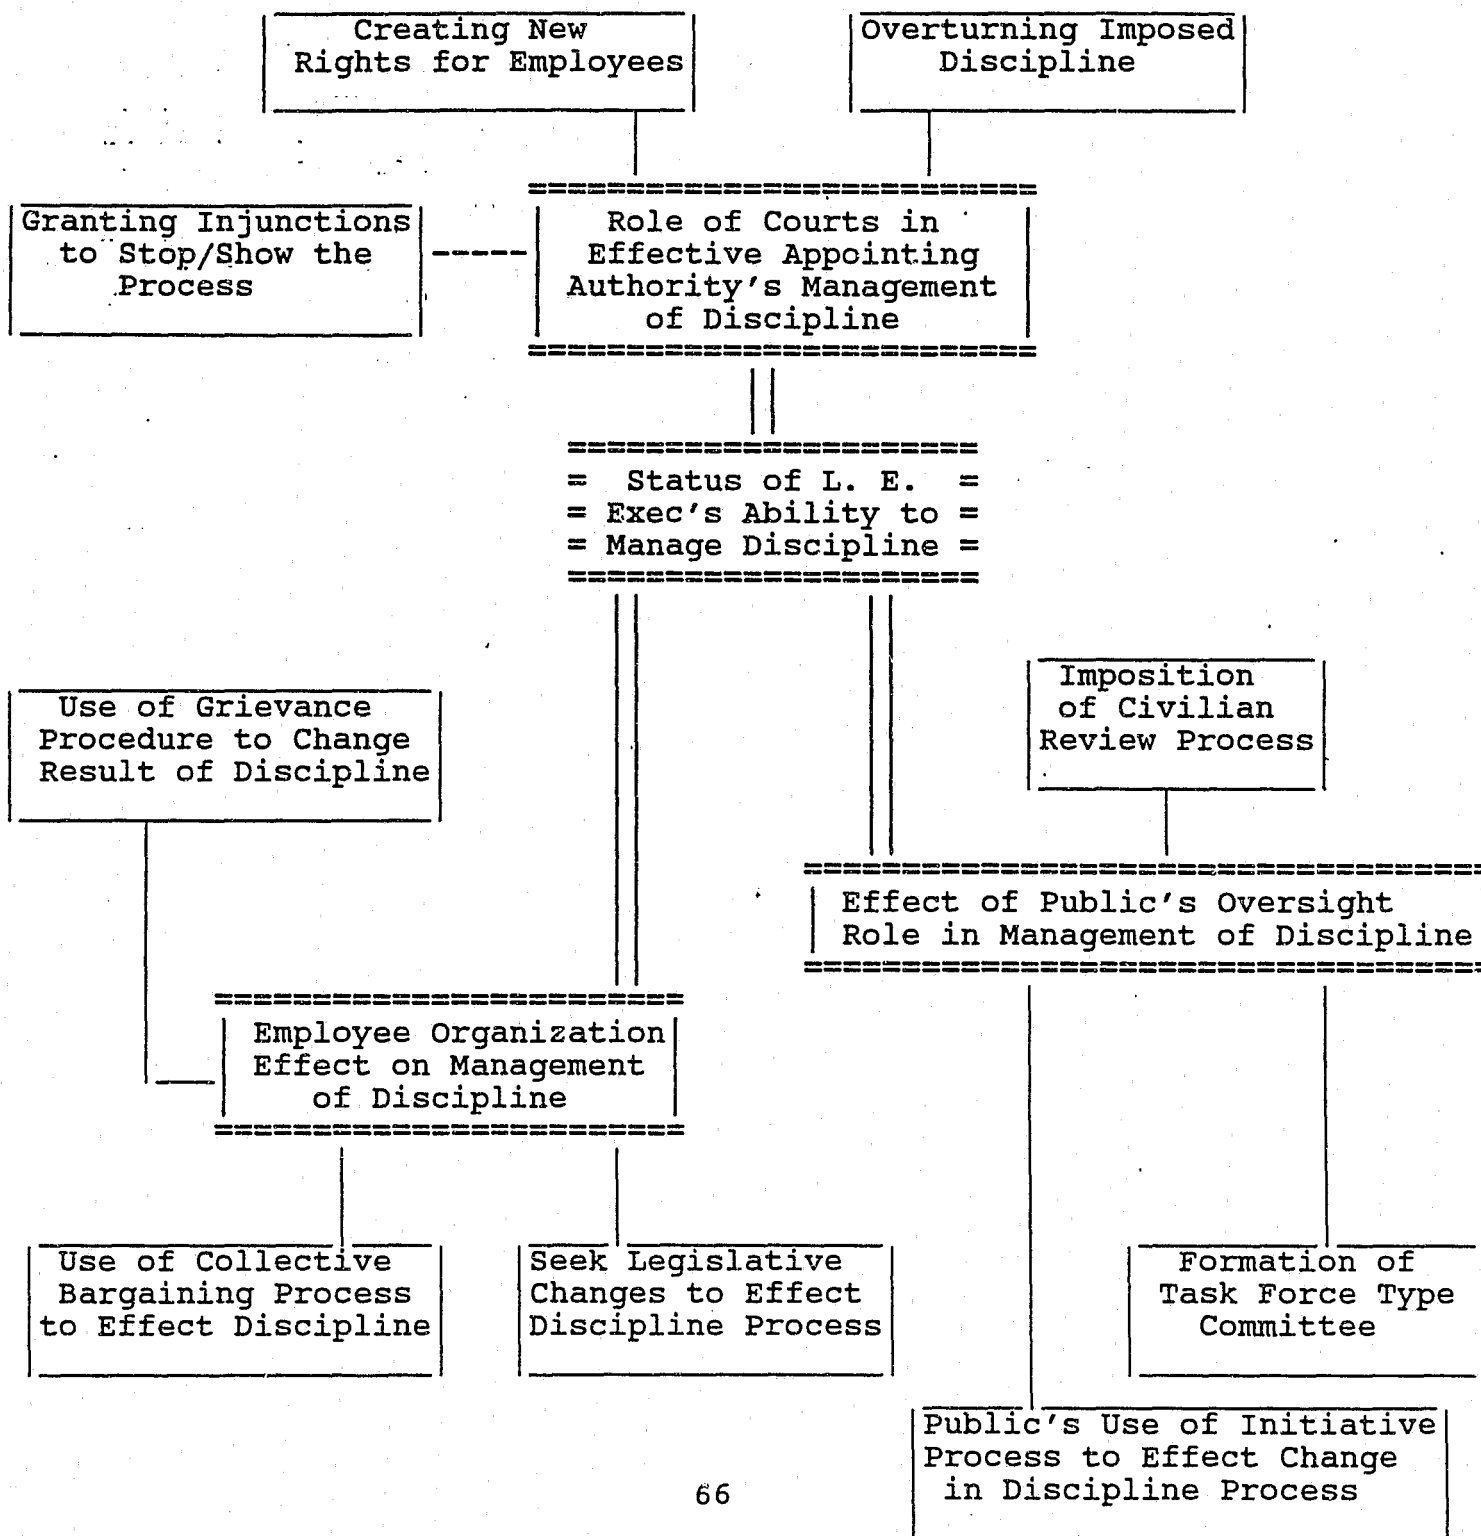 Creating New
Rights for Employees
Overturning Imposed
Discipline
Granting Injunctions
to Stop/Show the
Process
Role of Courts in
Effective Appointing
Authority's Management
of Discipline
Status of L. E.
Exec's Ability to
Manage Discipline
Use of Grievance
Procedure to Change
Result of Discipline
Imposition
of Civilian
Review Process
Effect of Public's Oversight
Role in Management of Discipline
Employee Organization
Effect on Management
of Discipline
Use of Collective
Bargaining Process
to Effect Discipline
Seek Legislative
Changes to Effect
Discipline Process
Formation of
Task Force Type
Committee
Public's Use of Initiative
Process to Effect Change
in Discipline Process
66